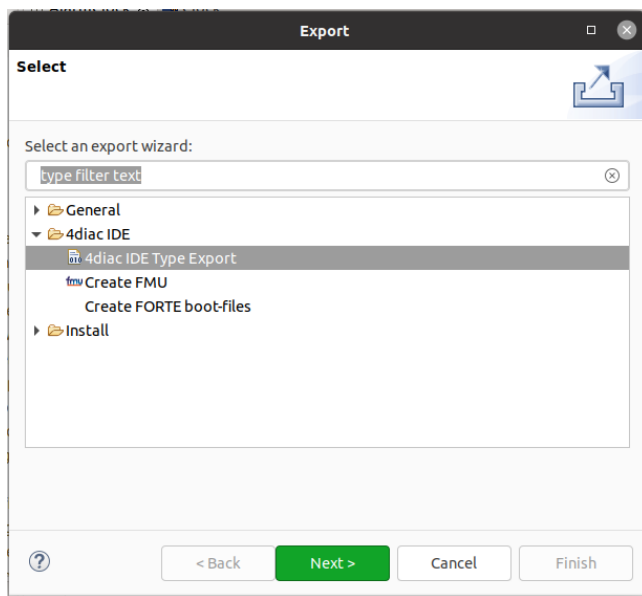 Export
Select
Select an export wizard:
type filter text
General
4diac IDE
4diac IDE Type Export
fmu Create FMU
Create FORTE boot-files
Install
?
< Back
Next >
Cancel
Finish